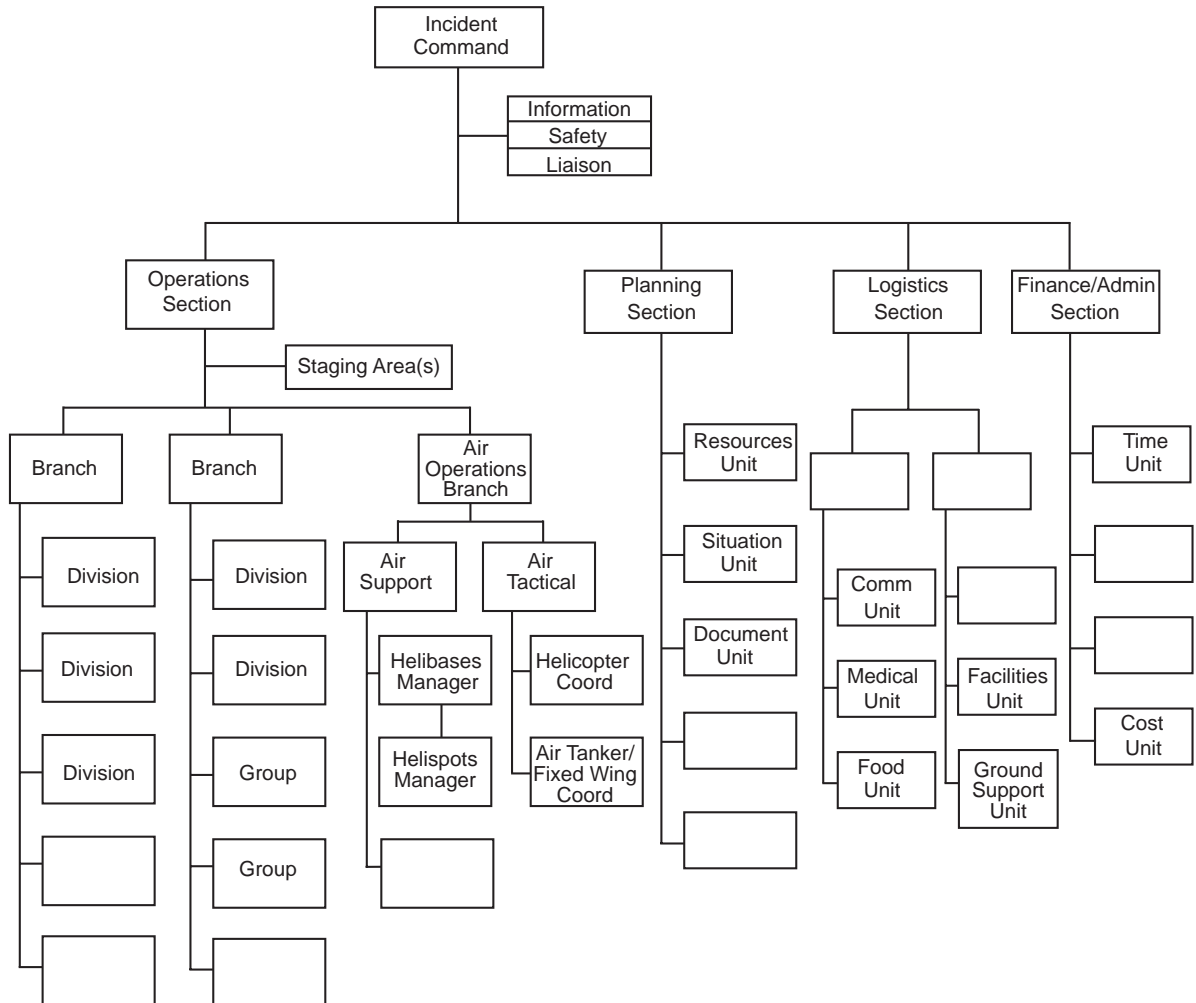 Incident
Command
Information
Safety
Liaison
Operations
Section
Planning
Section
Logistics
Section
Finance/Admin
Section
Staging Area(s)
Branch
Branch
Air
Operations
Branch
Resources
Unit
Time
Unit
Division
Division
Air
Support
Air
Tactical
Situation
Unit
Comm
Unit
Division
Division
Helibases
Manager
Helicopter
Coord
Document
Unit
Medical
Unit
Facilities
Unit
Division
Group
Helispots
Manager
Air Tanker/
Fixed Wing
Coord
Cost
Unit
Food
Unit
Ground
Support
Unit
Group